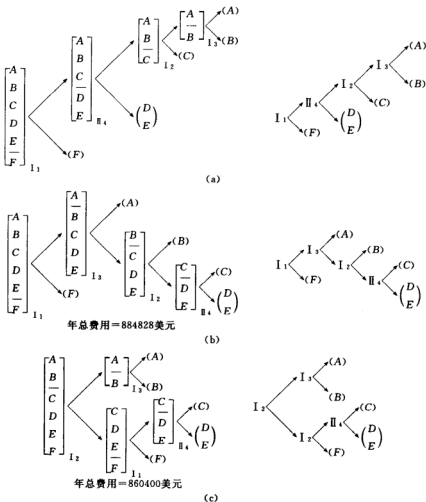 A
B
C
D
E
F
Ⅰ1
A
B
C
D
E
Ⅱ4
A
B
C
Ⅰ2
A
B
Ⅰ3
(A)
(B)
(C)
(D
E)
(F)
Ⅰ1
Ⅱ4
Ⅰ2
Ⅰ3
(A)
(B)
(C)
(D
E)
(F)
(a)
A
B
C
D
E
F
Ⅰ1
A
B
C
D
E
Ⅰ3
(A)
B
C
D
E
Ⅰ2
(B)
C
D
E
Ⅱ4
(C)
(D
E)
(F)
Ⅰ1
Ⅰ3
(A)
Ⅰ2
(B)
Ⅱ4
(C)
(D
E)
(F)
年总费用=884828美元
(b)
A
B
C
D
E
F
Ⅰ2
A
B
Ⅰ3
(A)
(B)
C
D
E
F
Ⅰ1
C
D
E
Ⅱ4
(C)
(D
E)
(F)
Ⅰ2
Ⅰ3
(A)
(B)
Ⅰ2
Ⅱ4
(C)
(D
E)
(F)
年总费用=860400美元
(c)